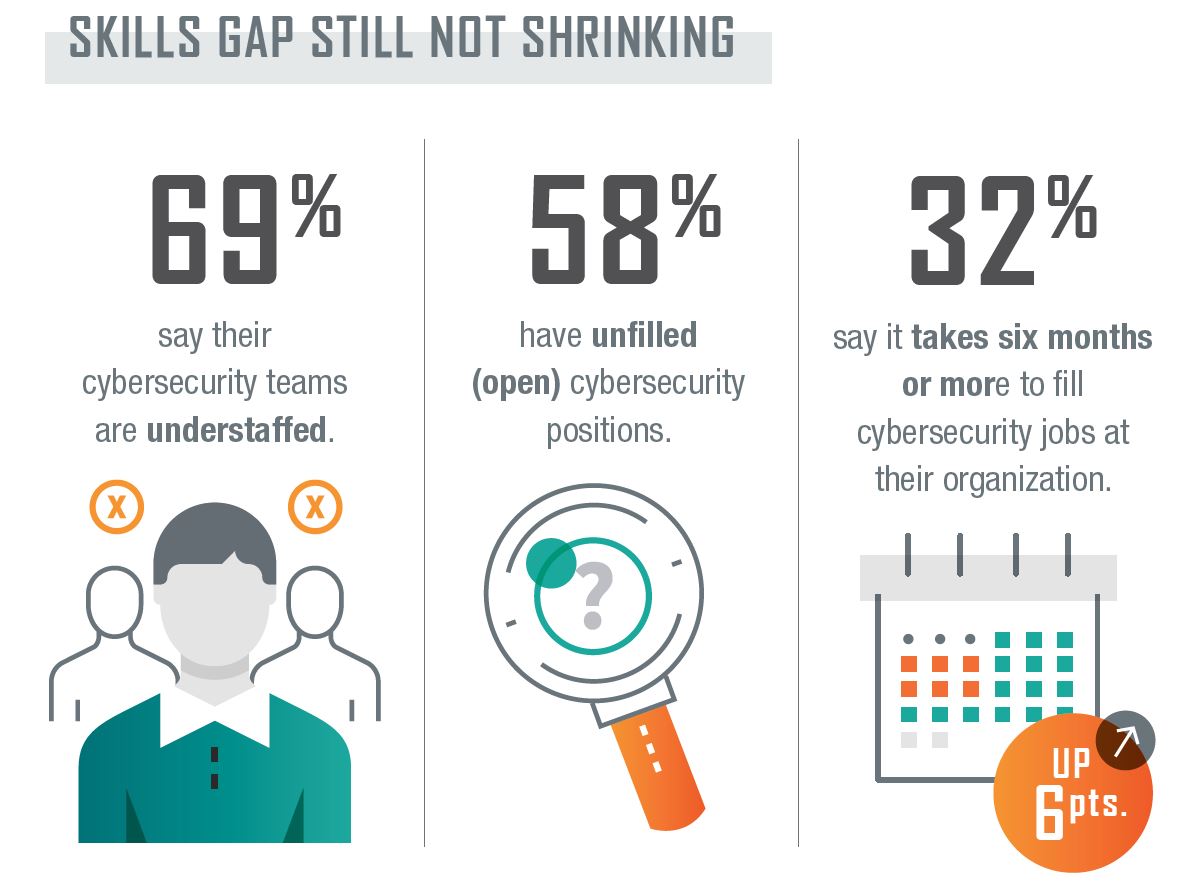 SKILLS GAP STILL NOT SHRINKING
69%
say their
cybersecurity teams
are understaffed.
X
X
58%
have unfilled
(open) cybersecurity
positions.
?
32%
say it takes six months
or more to fill
cybersecurity jobs at
their organization.
UP
6pts.